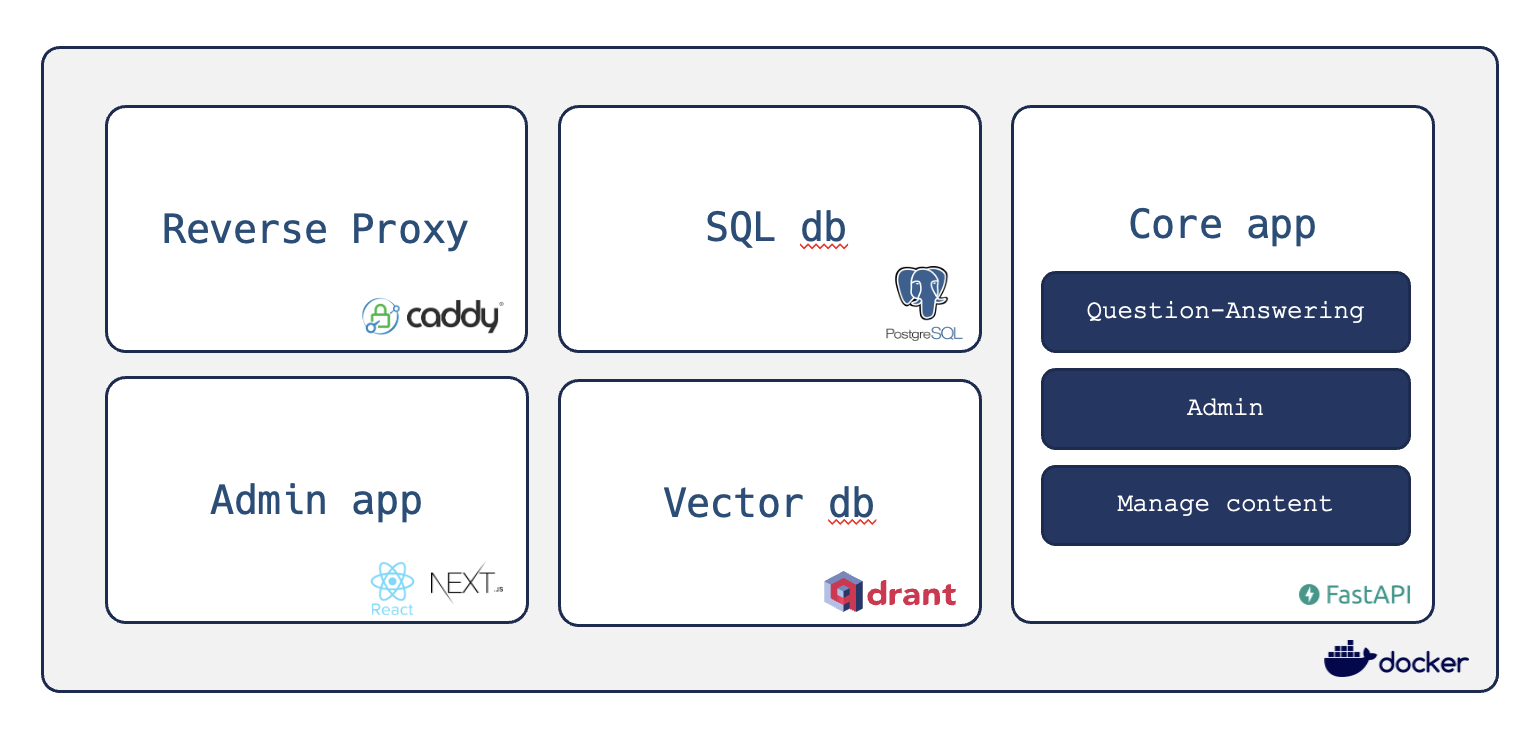 Reverse Proxy
caddy
SQL db
PostgreSQL
Core app
Question-Answering
Admin
Manage content
FastAPI
Admin app
React
NEXT.JS
Vector db
qdrant
docker